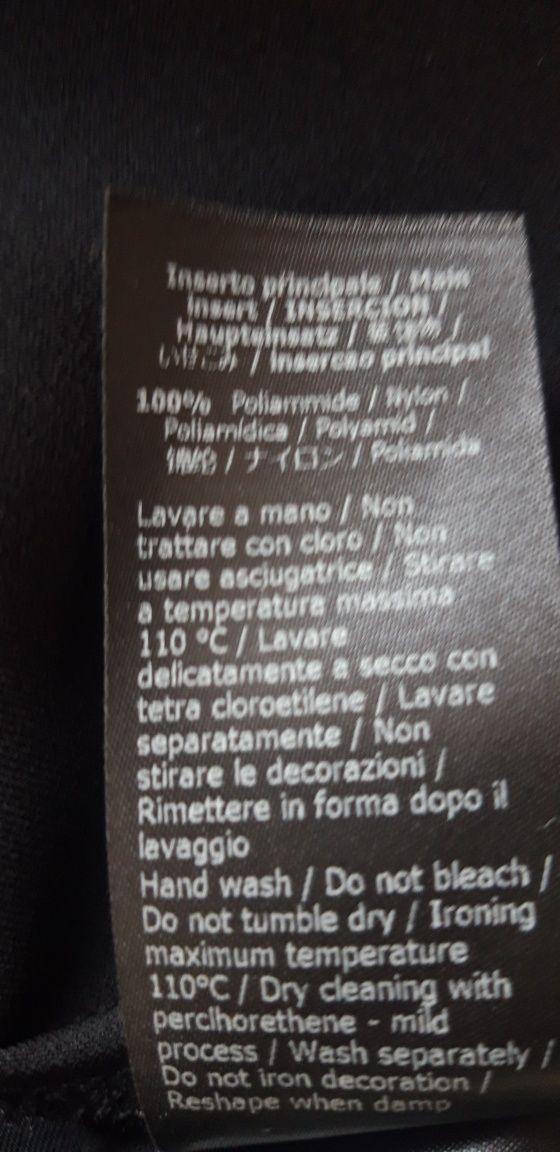 Inserto principale / Main
Insert / INSERCION /
Haupteinsatz /
/ Insercao principal
100% Poliammide / Nylon /
Poliamídica / Polyamid /
/ ナイロン / Poliamida
Lavare a mano / Non
trattare con cloro / Non
usare asciugatrice / Stirare
a temperatura massima
110 °C / Lavare
delicatamente a secco con
tetra cloroetilene / Lavare
separatamente / Non
stirare le decorazioni /
Rimettere in forma dopo il
lavaggio
Hand wash / Do not bleach /
Do not tumble dry / Ironing
maximum temperature
110°C / Dry cleaning with
perclhorethene - mild
process / Wash separately /
Do not iron decoration /
Reshape when damp